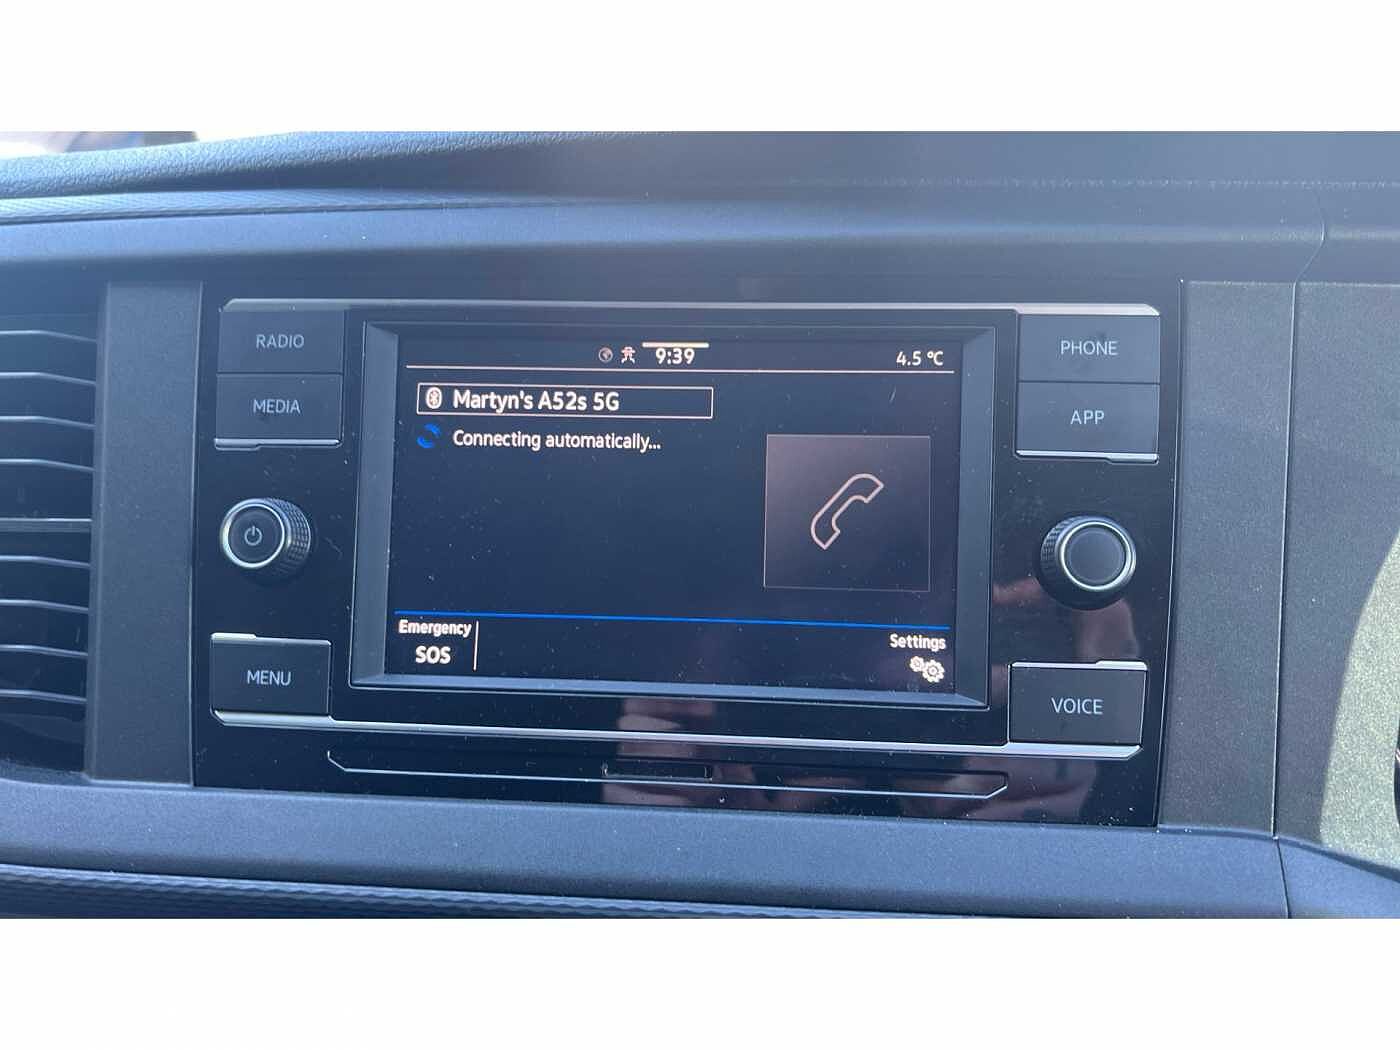 RADIO
MEDIA
MENU
9:39
4.5 °C
Martyn's A52s 5G
Connecting automatically...
Emergency
SOS
Settings
PHONE
APP
VOICE